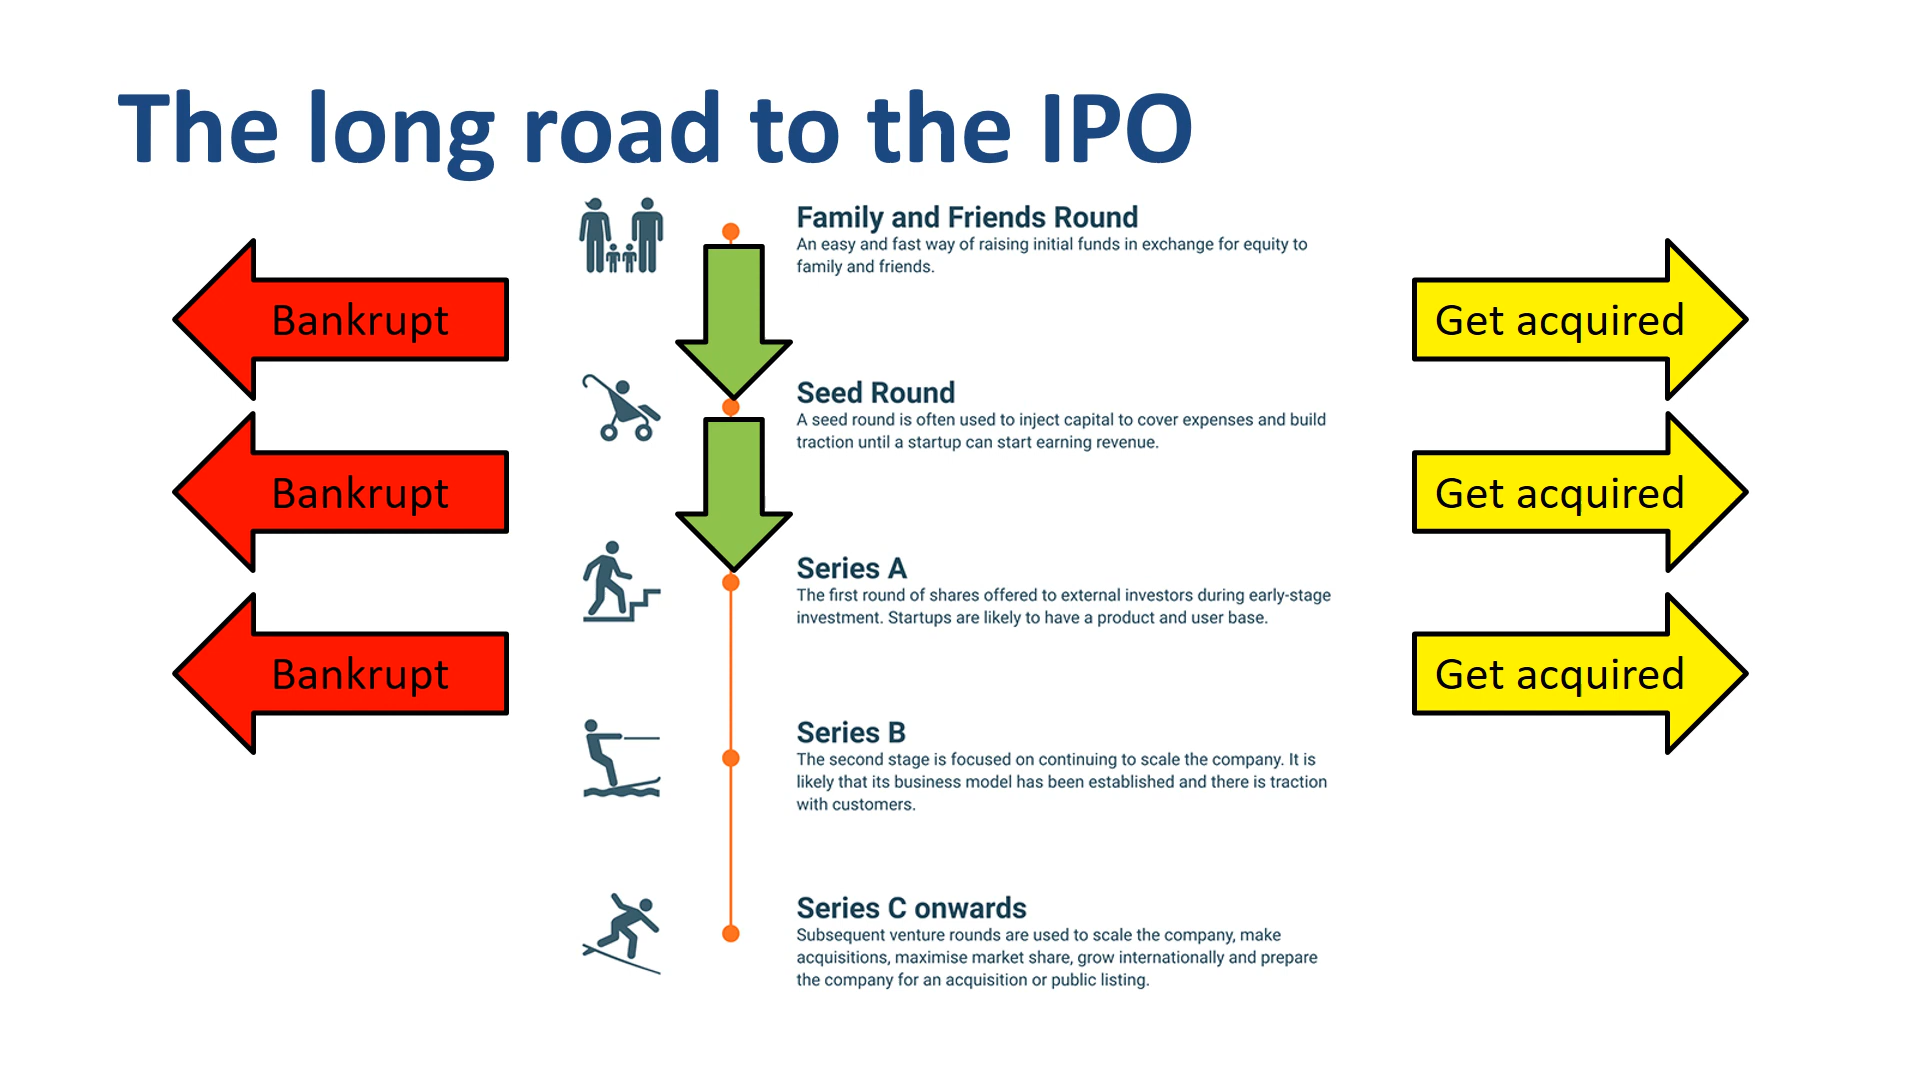 The long road to the IPO
Family and Friends Round
An easy and fast way of raising initial funds in exchange for equity to
family and friends.
Bankrupt
Get acquired
Seed Round
A seed round is often used to inject capital to cover expenses and build
traction until a startup can start earning revenue.
Bankrupt
Get acquired
Series A
The first round of shares offered to external investors during early-stage
investment. Startups are likely to have a product and user base.
Bankrupt
Get acquired
Series B
The second stage is focused on continuing to scale the company. It is
likely that its business model has been established and there is traction
with customers.
Series C onwards
Subsequent venture rounds are used to scale the company, make
acquisitions, maximise market share, grow internationally and prepare
the company for an acquisition or public listing.